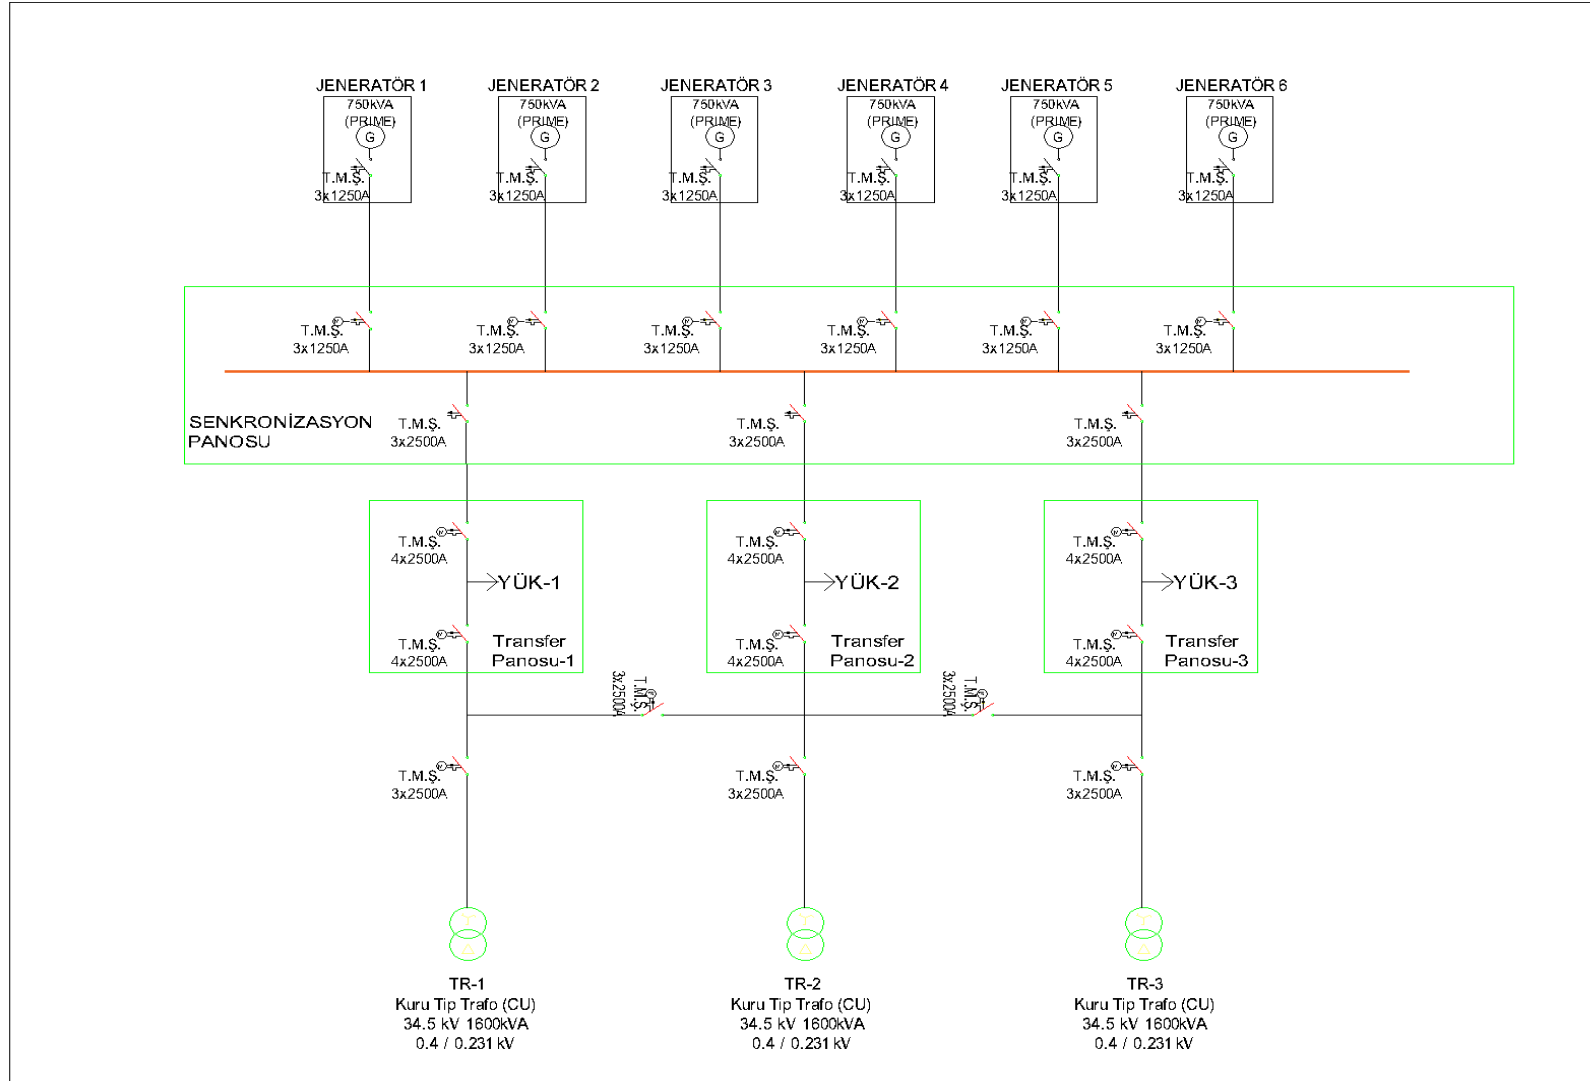 JENERATÖR 1
750kVA
(PRIME)
G
T.M.Ş.
3x1250A
JENERATÖR 2
750kVA
(PRIME)
G
T.M.Ş.
3x1250A
JENERATÖR 3
750kVA
(PRIME)
G
T.M.Ş.
3x1250A
JENERATÖR 4
750kVA
(PRIME)
G
T.M.Ş.
3x1250A
JENERATÖR 5
750kVA
(PRIME)
G
T.M.Ş.
3x1250A
JENERATÖR 6
750kVA
(PRIME)
G
T.M.Ş.
3x1250A
T.M.Ş.
3x1250A
T.M.Ş.
3x1250A
T.M.Ş.
3x1250A
T.M.Ş.
3x1250A
T.M.Ş.
3x1250A
T.M.Ş.
3x1250A
SENKRONİZASYON
PANOSU
T.M.Ş.
3x2500A
T.M.Ş.
3x2500A
T.M.Ş.
3x2500A
T.M.Ş.
4x2500A
YÜK-1
T.M.Ş.
4x2500A
Transfer
Panosu-1
T.M.Ş.
4x2500A
YÜK-2
T.M.Ş.
4x2500A
Transfer
Panosu-2
T.M.Ş.
4x2500A
YÜK-3
T.M.Ş.
4x2500A
Transfer
Panosu-3
T.M.Ş.
3x2500A
T.M.Ş.
3x2500A
T.M.Ş.
3x2500A
T.M.Ş.
3x2500A
T.M.Ş.
3x2500A
TR-1
Kuru Tip Trafo (CU)
34.5 kV 1600kVA
0.4 / 0.231 kV
TR-2
Kuru Tip Trafo (CU)
34.5 kV 1600kVA
0.4 / 0.231 kV
TR-3
Kuru Tip Trafo (CU)
34.5 kV 1600kVA
0.4 / 0.231 kV